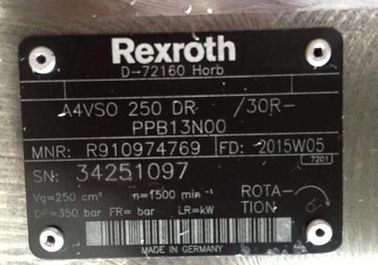 Rexroth
D-72160 Horb
A4VSO 250 DR /30R-
PPB13N00
MNR: R910974769 FD: 2015W05
7201
SN: 34251097
Vg=250 cm³ n=1500 min⁻¹ ROTA-
DP=350 bar FR= bar LR=kW TION
MADE IN GERMANY